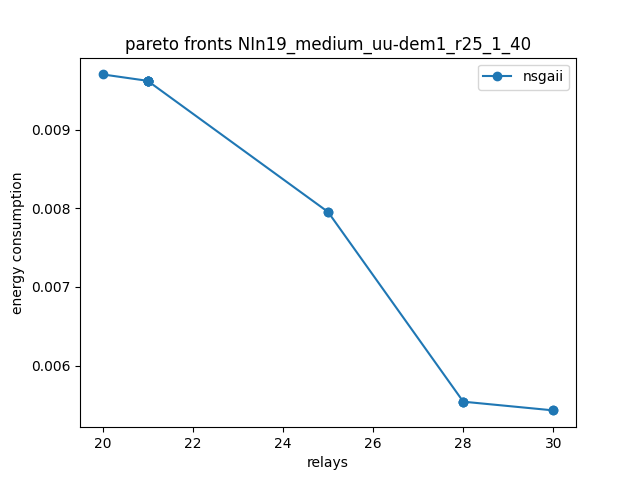 pareto fronts NIn19_medium_uu-dem1_r25_1_40
nsgaii
energy consumption
0.009
0.008
0.007
0.006
20 22 24 26 28 30
relays